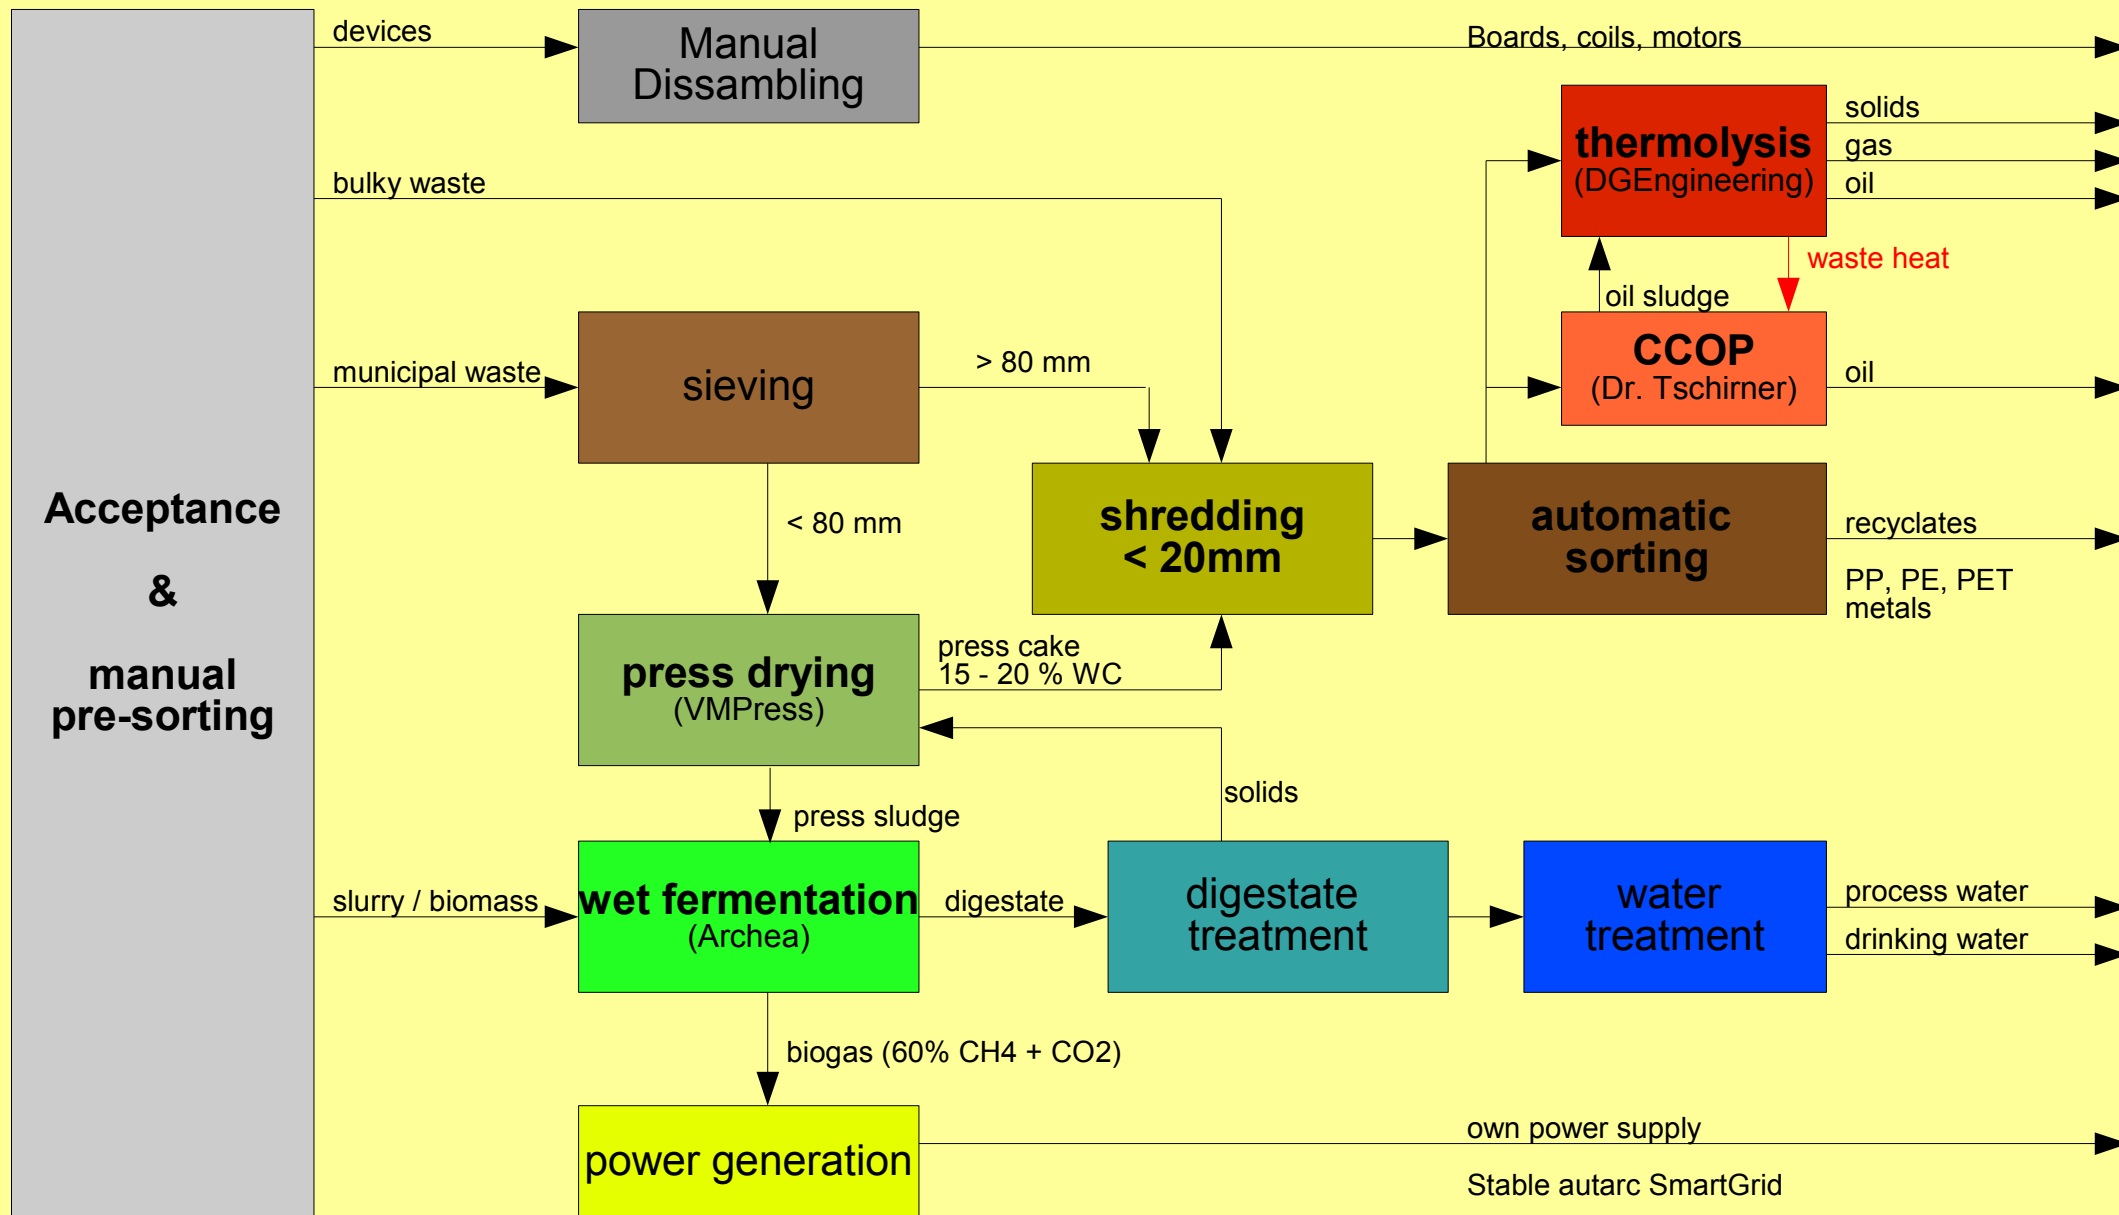 devices
Manual
Dissambling
Boards, coils, motors
bulky waste
thermolysis
(DGEngineering)
solids
gas
oil
waste heat
oil sludge
municipal waste
sieving
> 80 mm
CCOP
(Dr. Tschirner)
oil
Acceptance
&
manual
pre-sorting
< 80 mm
shredding
< 20mm
automatic
sorting
recyclates
PP, PE, PET
metals
press drying
(VMPress)
press cake
15 - 20 % WC
solids
press sludge
slurry / biomass
wet fermentation
(Archea)
digestate
digestate
treatment
water
treatment
process water
drinking water
biogas (60% CH4 + CO2)
power generation
own power supply
Stable autarc SmartGrid